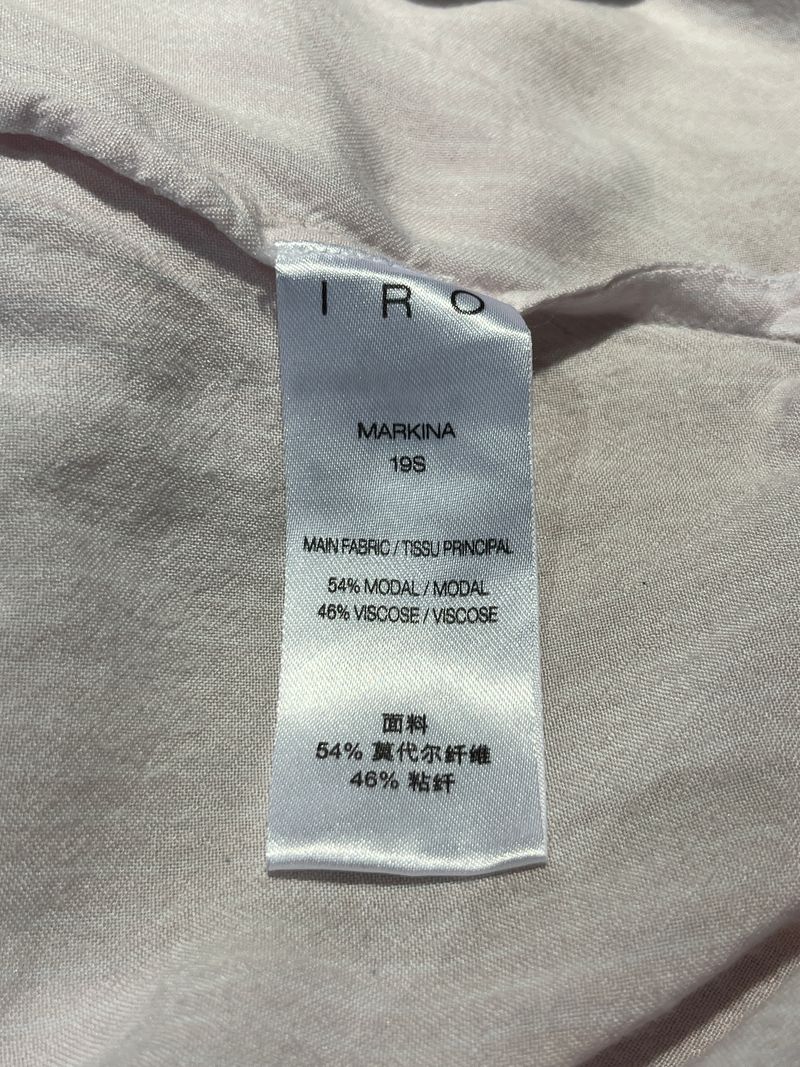 IRO
MARKINA
19S
MAIN FABRIC / TISSU PRINCIPAL
54% MODAL / MODAL
46% VISCOSE / VISCOSE
面料
54% 莫代尔纤维
46% 粘纤